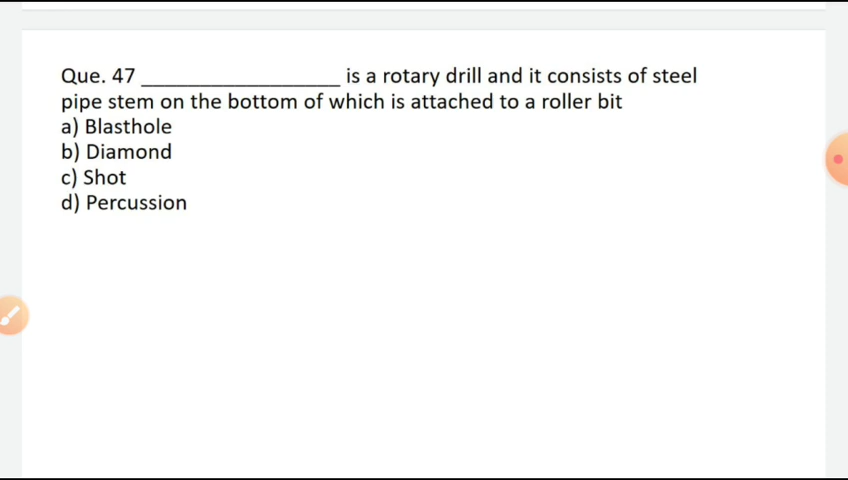 Que. 47 __________________ is a rotary drill and it consists of steel
pipe stem on the bottom of which is attached to a roller bit
a) Blasthole
b) Diamond
c) Shot
d) Percussion